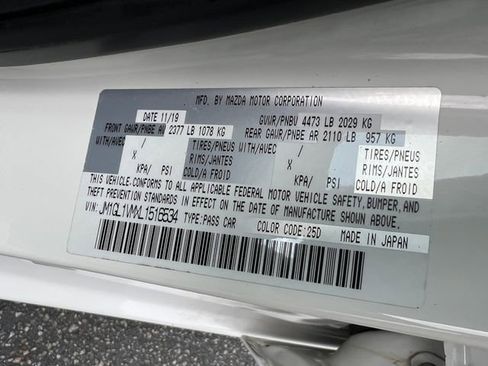 MFD. BY MAZDA MOTOR CORPORATION
DATE 11/19 GVWR/PNBV 4473 LB 2029 KG
FRONT GAWR/PNBE AV 2377 LB 1078 KG REAR GAWR/PNBE AR 2110 LB 957 KG
WITH/AVEC / TIRES/PNEUS WITH/AVEC / TIRES/PNEUS
X RIMS/JANTES X RIMS/JANTES
KPA/ PSI COLD/A FROID KPA/ PSI COLD/A FROID
THIS VEHICLE CONFORMS TO ALL APPLICABLE FEDERAL MOTOR VEHICLE SAFETY, BUMPER, AND
THEFT PREVENTION STANDARDS IN EFFECT ON THE DATE OF MANUFACTURE SHOWN ABOVE.
VIN: JM1GL1VMXL1516534 TYPE:PASS CAR COLOR CODE:25D MADE IN JAPAN